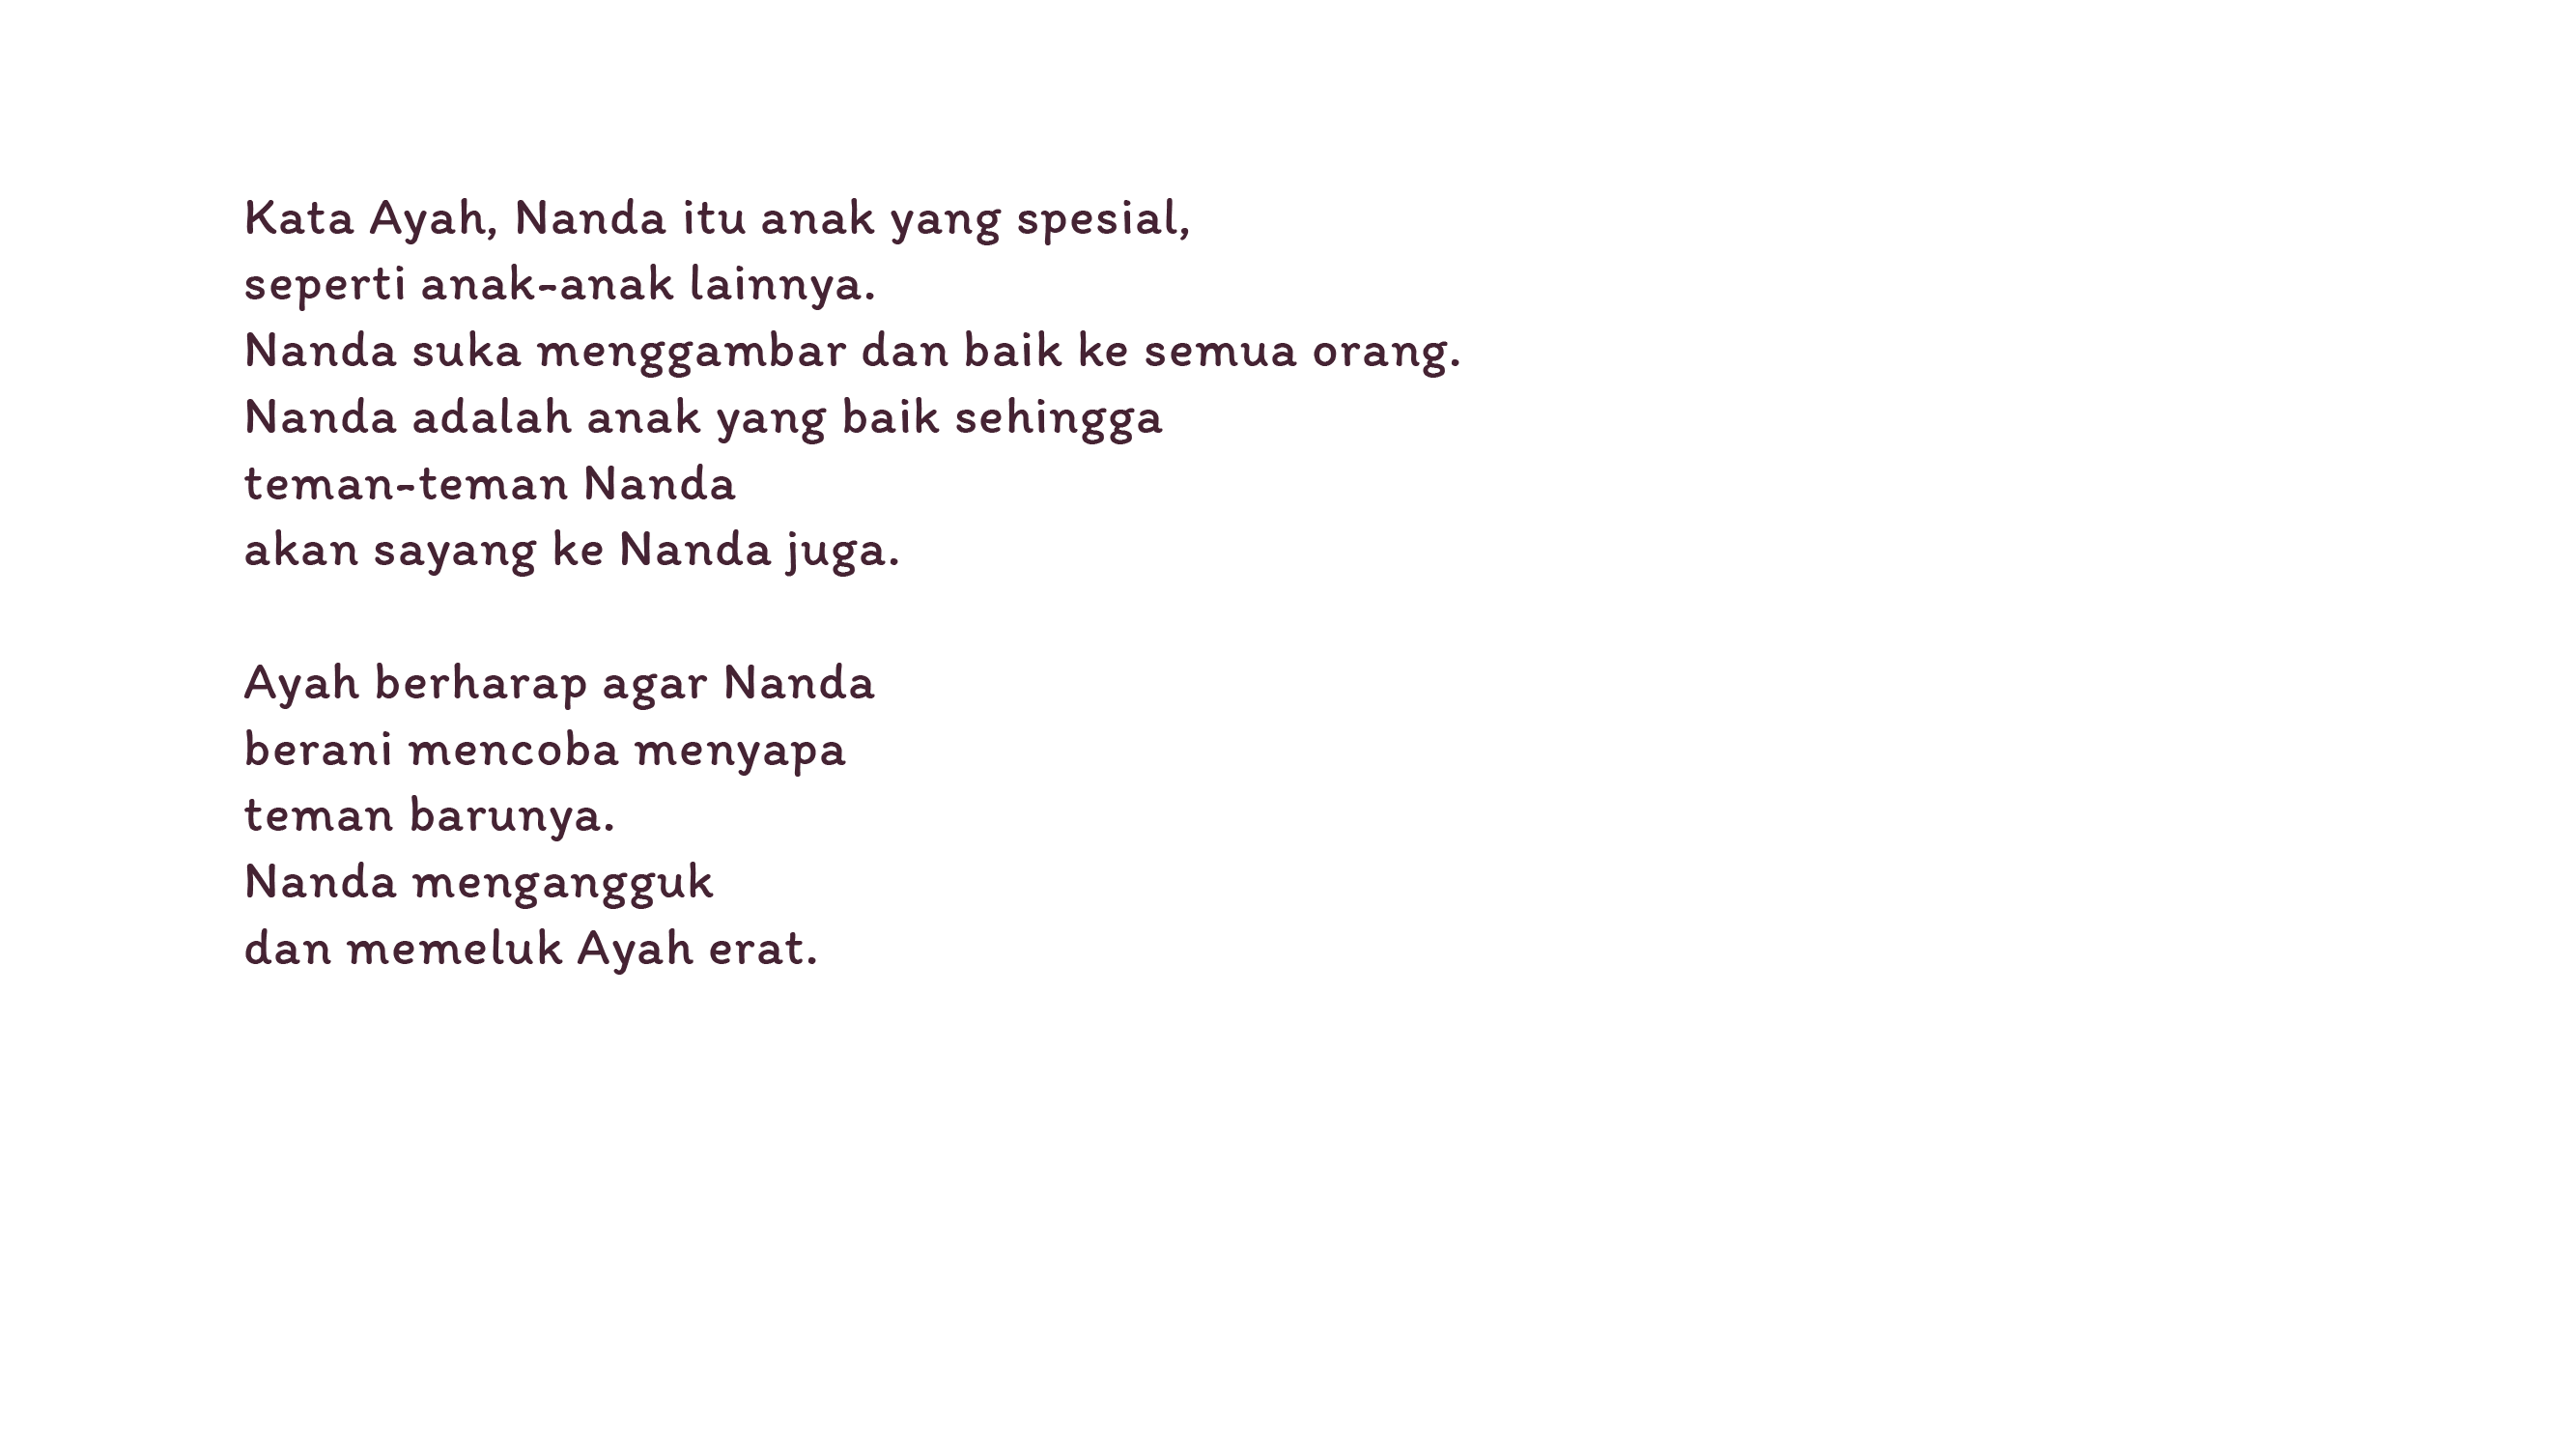 Kata Ayah, Nanda itu anak yang spesial,
seperti anak-anak lainnya.
Nanda suka menggambar dan baik ke semua orang.
Nanda adalah anak yang baik sehingga
teman-teman Nanda
akan sayang ke Nanda juga.
Ayah berharap agar Nanda
berani mencoba menyapa
teman barunya.
Nanda mengangguk
dan memeluk Ayah erat.